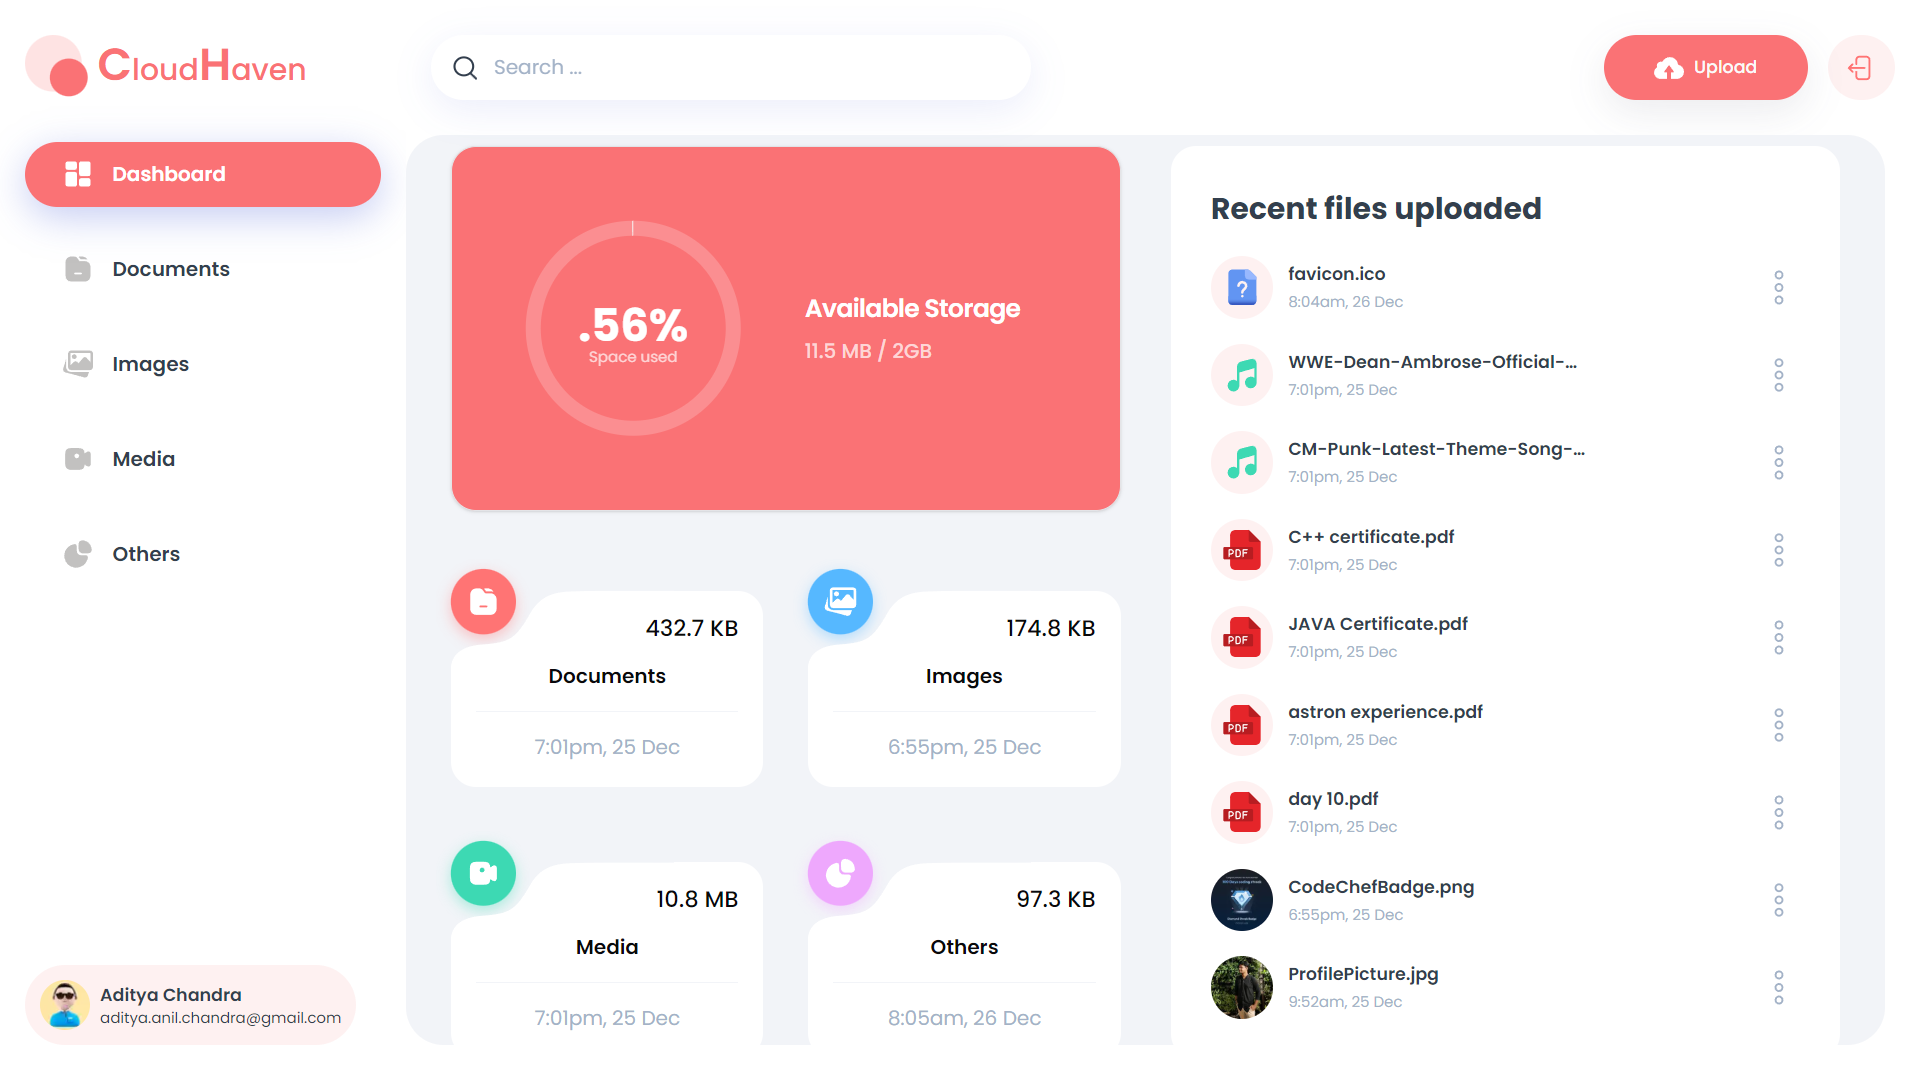 CloudHaven
Search ...
Upload
Dashboard
Documents
Images
Media
Others
Aditya Chandra
aditya.anil.chandra@gmail.com
.56%
Space used
Available Storage
11.5 MB / 2GB
432.7 KB
Documents
7:01pm, 25 Dec
174.8 KB
Images
6:55pm, 25 Dec
10.8 MB
Media
7:01pm, 25 Dec
97.3 KB
Others
8:05am, 26 Dec
Recent files uploaded
?
favicon.ico
8:04am, 26 Dec
WWE-Dean-Ambrose-Official-...
7:01pm, 25 Dec
CM-Punk-Latest-Theme-Song-...
7:01pm, 25 Dec
PDF
C++ certificate.pdf
7:01pm, 25 Dec
PDF
JAVA Certificate.pdf
7:01pm, 25 Dec
PDF
astron experience.pdf
7:01pm, 25 Dec
PDF
day 10.pdf
7:01pm, 25 Dec
CodeChefBadge.png
6:55pm, 25 Dec
ProfilePicture.jpg
9:52am, 25 Dec